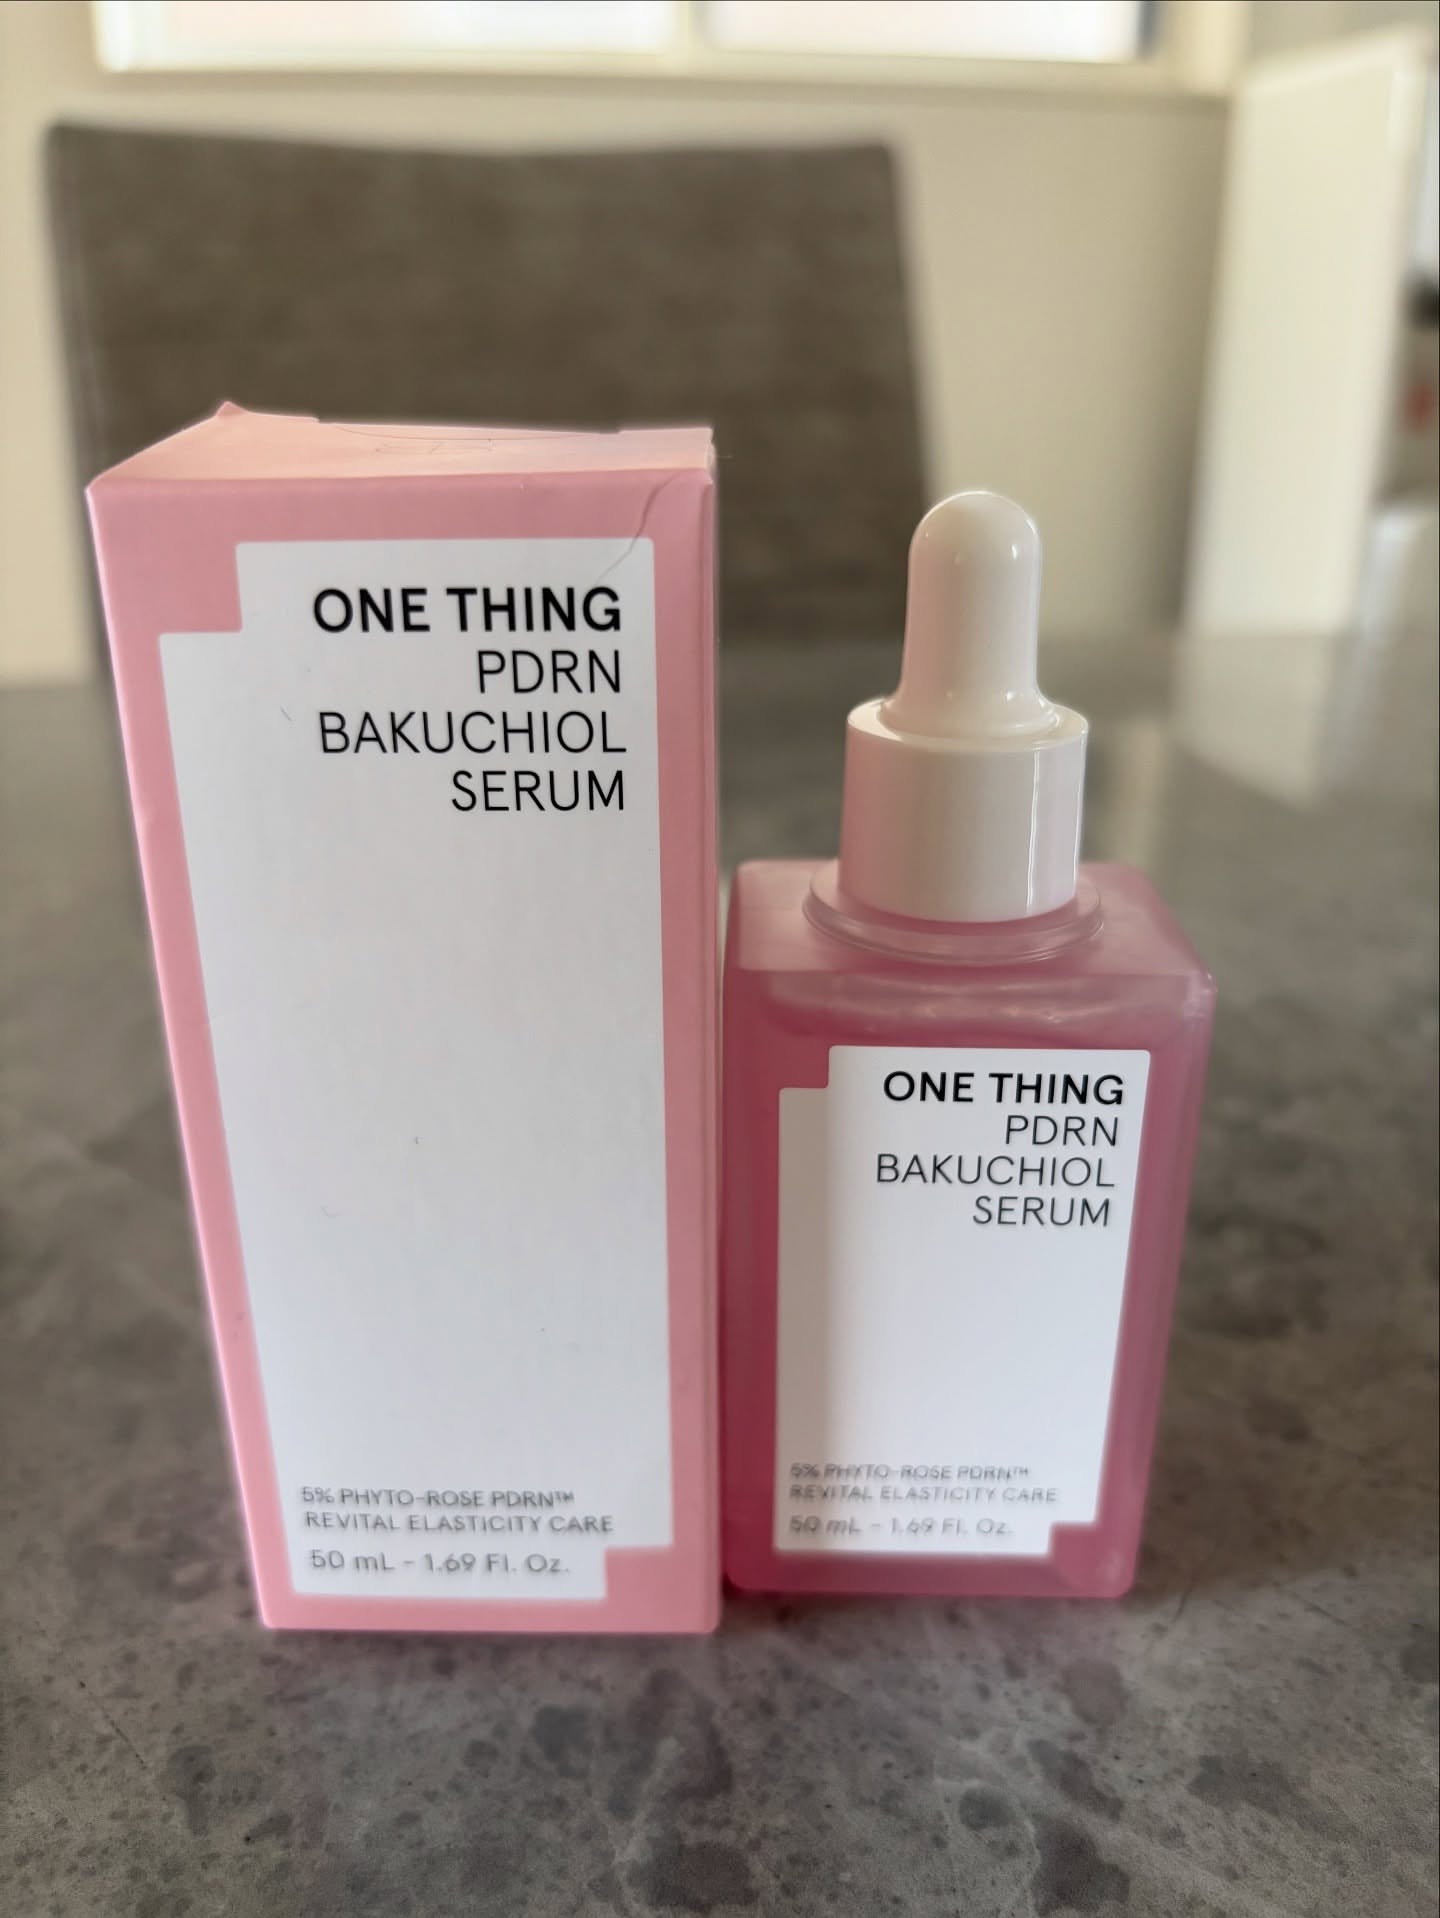 ONE THING
PDRN
BAKUCHIOL
SERUM
5% PHYTO-ROSE PDRN™
REVITAL ELASTICITY CARE
50 mL - 1.69 Fl. Oz.
ONE THING
PDRN
BAKUCHIOL
SERUM
5% PHYTO-ROSE PDRN™
REVITAL ELASTICITY CARE
50 mL - 1.69 Fl. Oz.